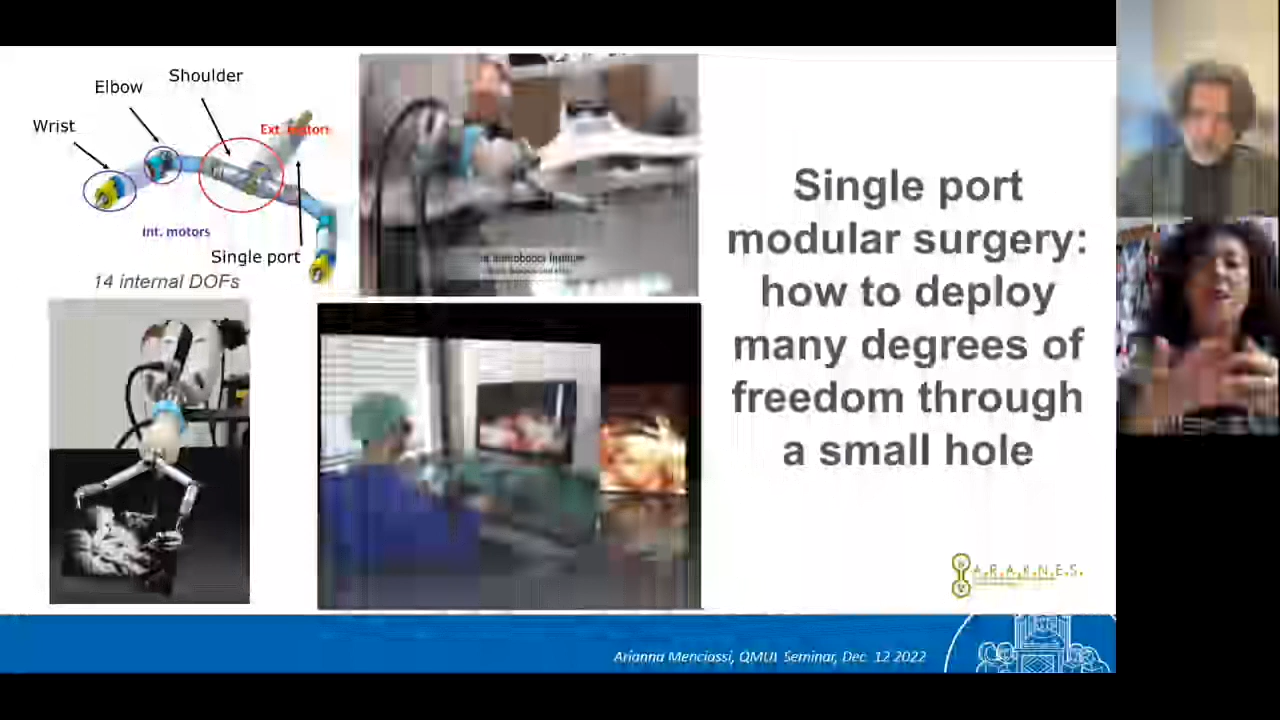 Shoulder
Elbow
Wrist
Ext. motors
Int. motors
Single port
14 internal DOFs
Single port
modular surgery:
how to deploy
many degrees of
freedom through
a small hole
A.R.A.K.N.E.S.
Arianna Menciassi, QMUL Seminar, Dec. 12 2022